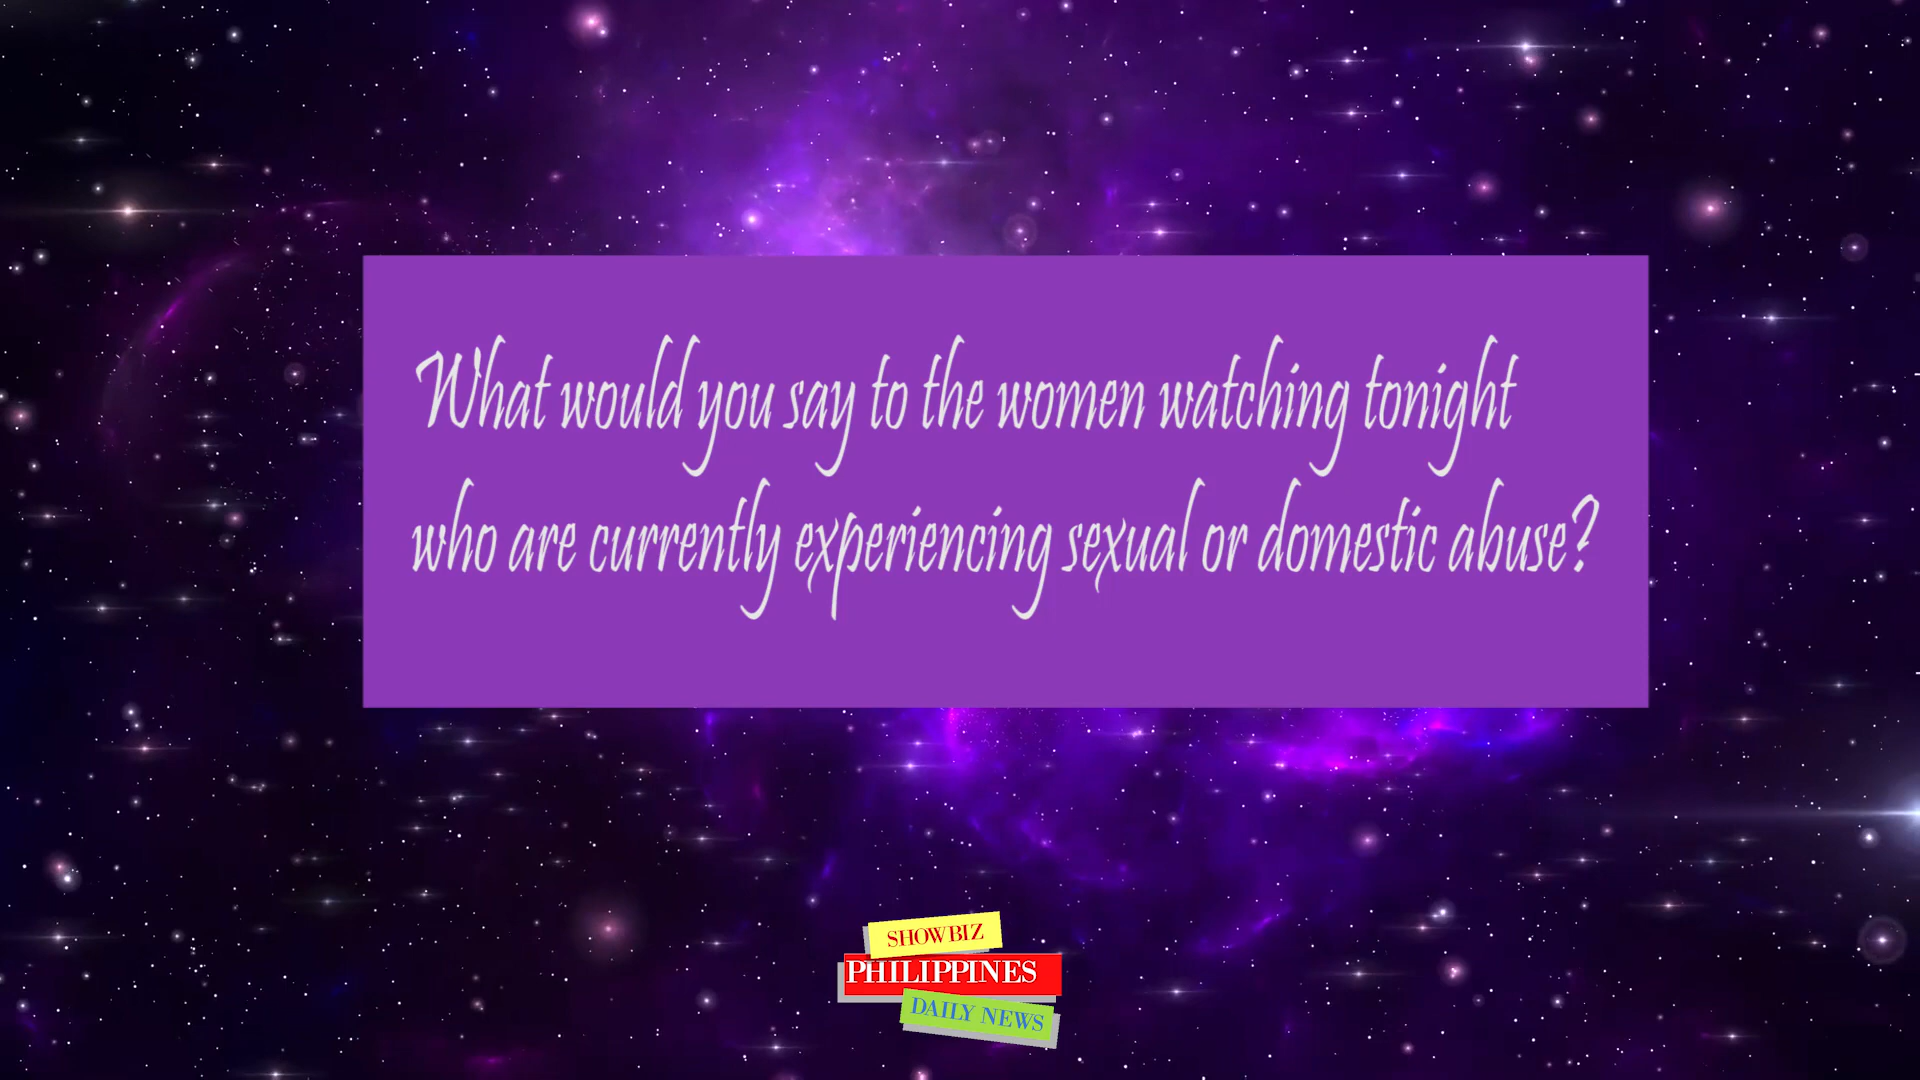 What would you say to the women watching tonight
who are currently experiencing sexual or domestic abuse?
SHOWBIZ
PHILIPPINES
DAILY NEWS